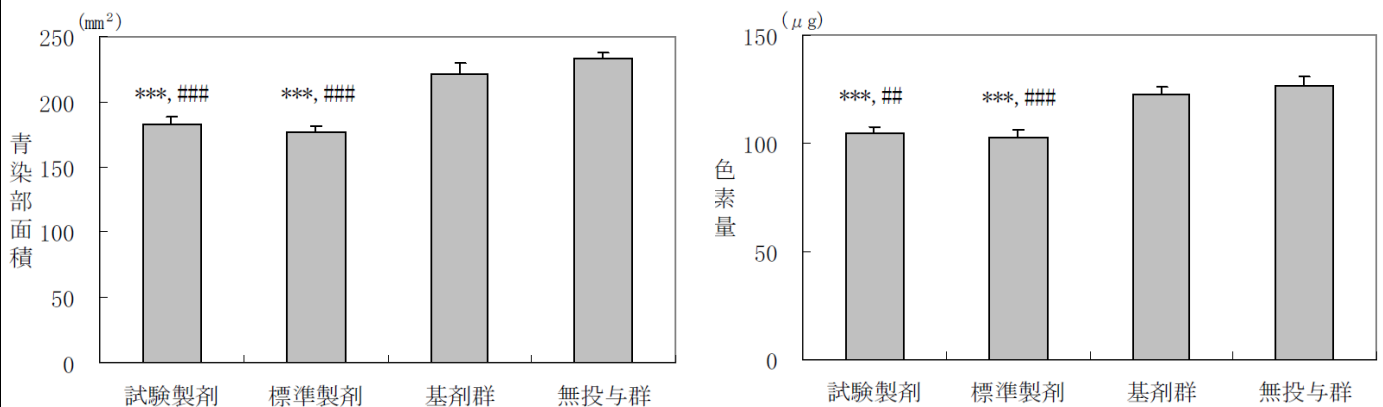 (mm²)
250
200
150
100
50
0
青染部面積
***, ###
***, ###
試験製剤
標準製剤
基剤群
無投与群
(μg)
150
100
50
0
色素量
***, ##
***, ###
試験製剤
標準製剤
基剤群
無投与群